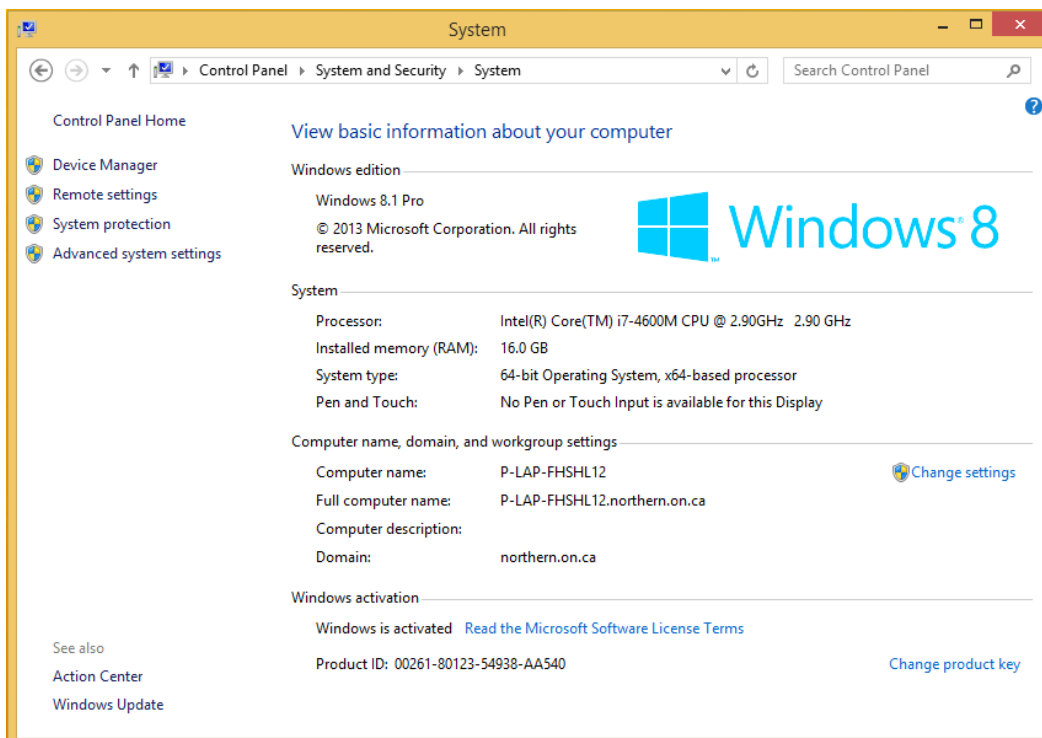 System
Control Panel ▸ System and Security ▸ System
Search Control Panel
Control Panel Home
Device Manager
Remote settings
System protection
Advanced system settings
See also
Action Center
Windows Update
View basic information about your computer
Windows edition
Windows 8.1 Pro
© 2013 Microsoft Corporation. All rights
reserved.
Windows® 8
™
System
Processor: Intel(R) Core(TM) i7-4600M CPU @ 2.90GHz 2.90 GHz
Installed memory (RAM): 16.0 GB
System type: 64-bit Operating System, x64-based processor
Pen and Touch: No Pen or Touch Input is available for this Display
Computer name, domain, and workgroup settings
Computer name: P-LAP-FHSHL12 Change settings
Full computer name: P-LAP-FHSHL12.northern.on.ca
Computer description:
Domain: northern.on.ca
Windows activation
Windows is activated Read the Microsoft Software License Terms
Product ID: 00261-80123-54938-AA540 Change product key